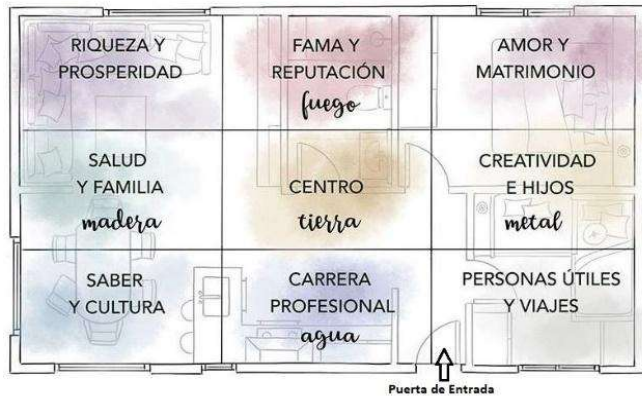 RIQUEZA Y
PROSPERIDAD
FAMA Y
REPUTACIÓN
fuego
AMOR Y
MATRIMONIO
SALUD
Y FAMILIA
madera
CENTRO
tierra
CREATIVIDAD
E HIJOS
metal
SABER
Y CULTURA
CARRERA
PROFESIONAL
agua
PERSONAS ÚTILES
Y VIAJES
Puerta de Entrada